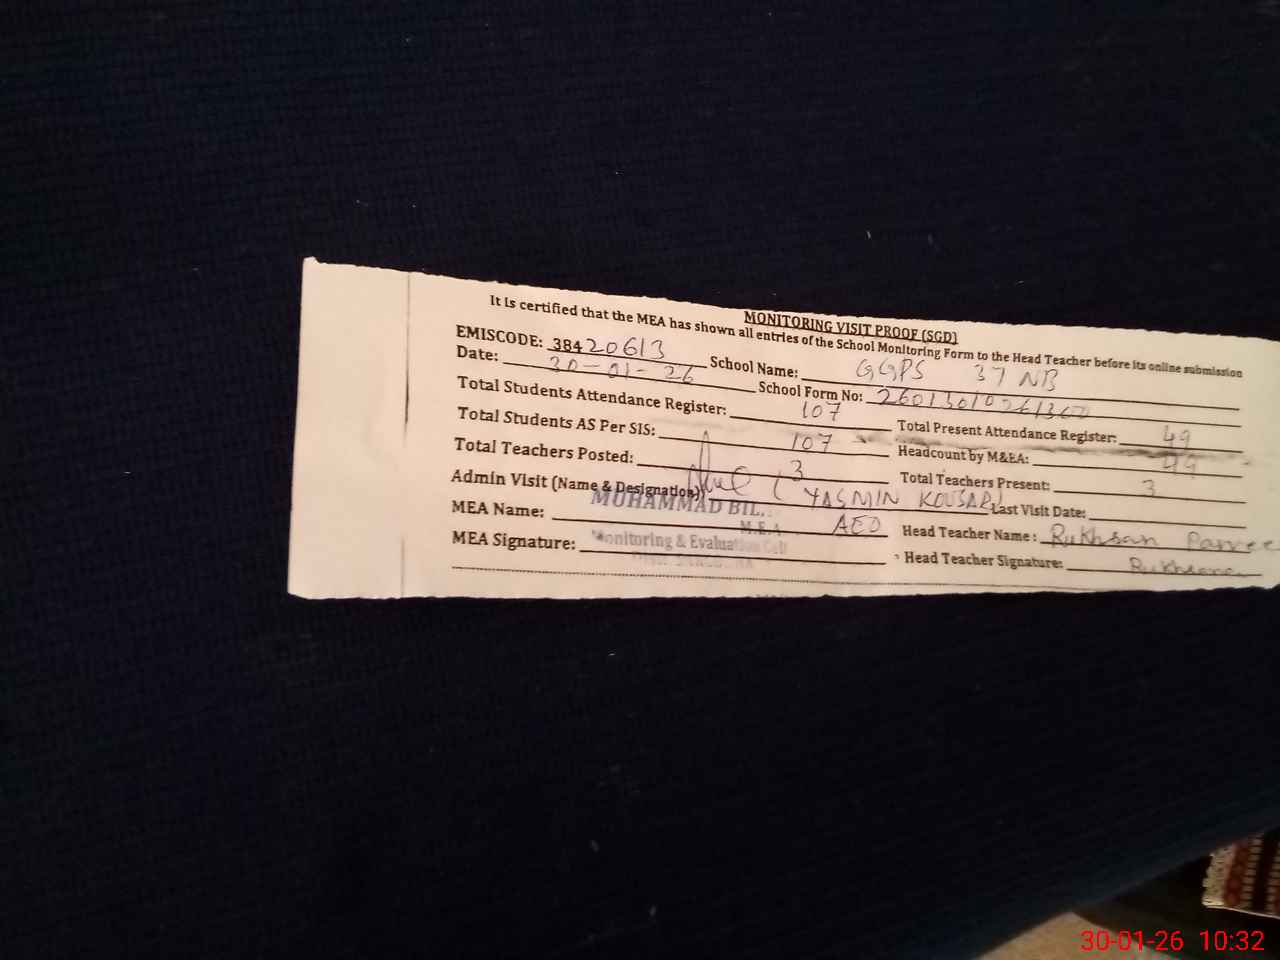 MONITORING VISIT PROOF (SGD)
It is certified that the MEA has shown all entries of the School Monitoring Form to the Head Teacher before its online submission
EMISCODE: 38420613 School Name: GGPS 37 NB
Date: 30-01-26 School Form No:
Total Students Attendance Register: 107 Total Present Attendance Register: 49
Total Students AS Per SIS: 107 Headcount by M&EA: 49
Total Teachers Posted: 3 Total Teachers Present: 3
Admin Visit (Name & Designation): (YASMIN KOUSAR) Last Visit Date:
MUHAMMAD BIL.
MEA Name: AEO Head Teacher Name: Rukhsan Parvee
M.E.A
MEA Signature: Monitoring & Evaluation Cell Head Teacher Signature: Rukhsana
30-01-26 10:32